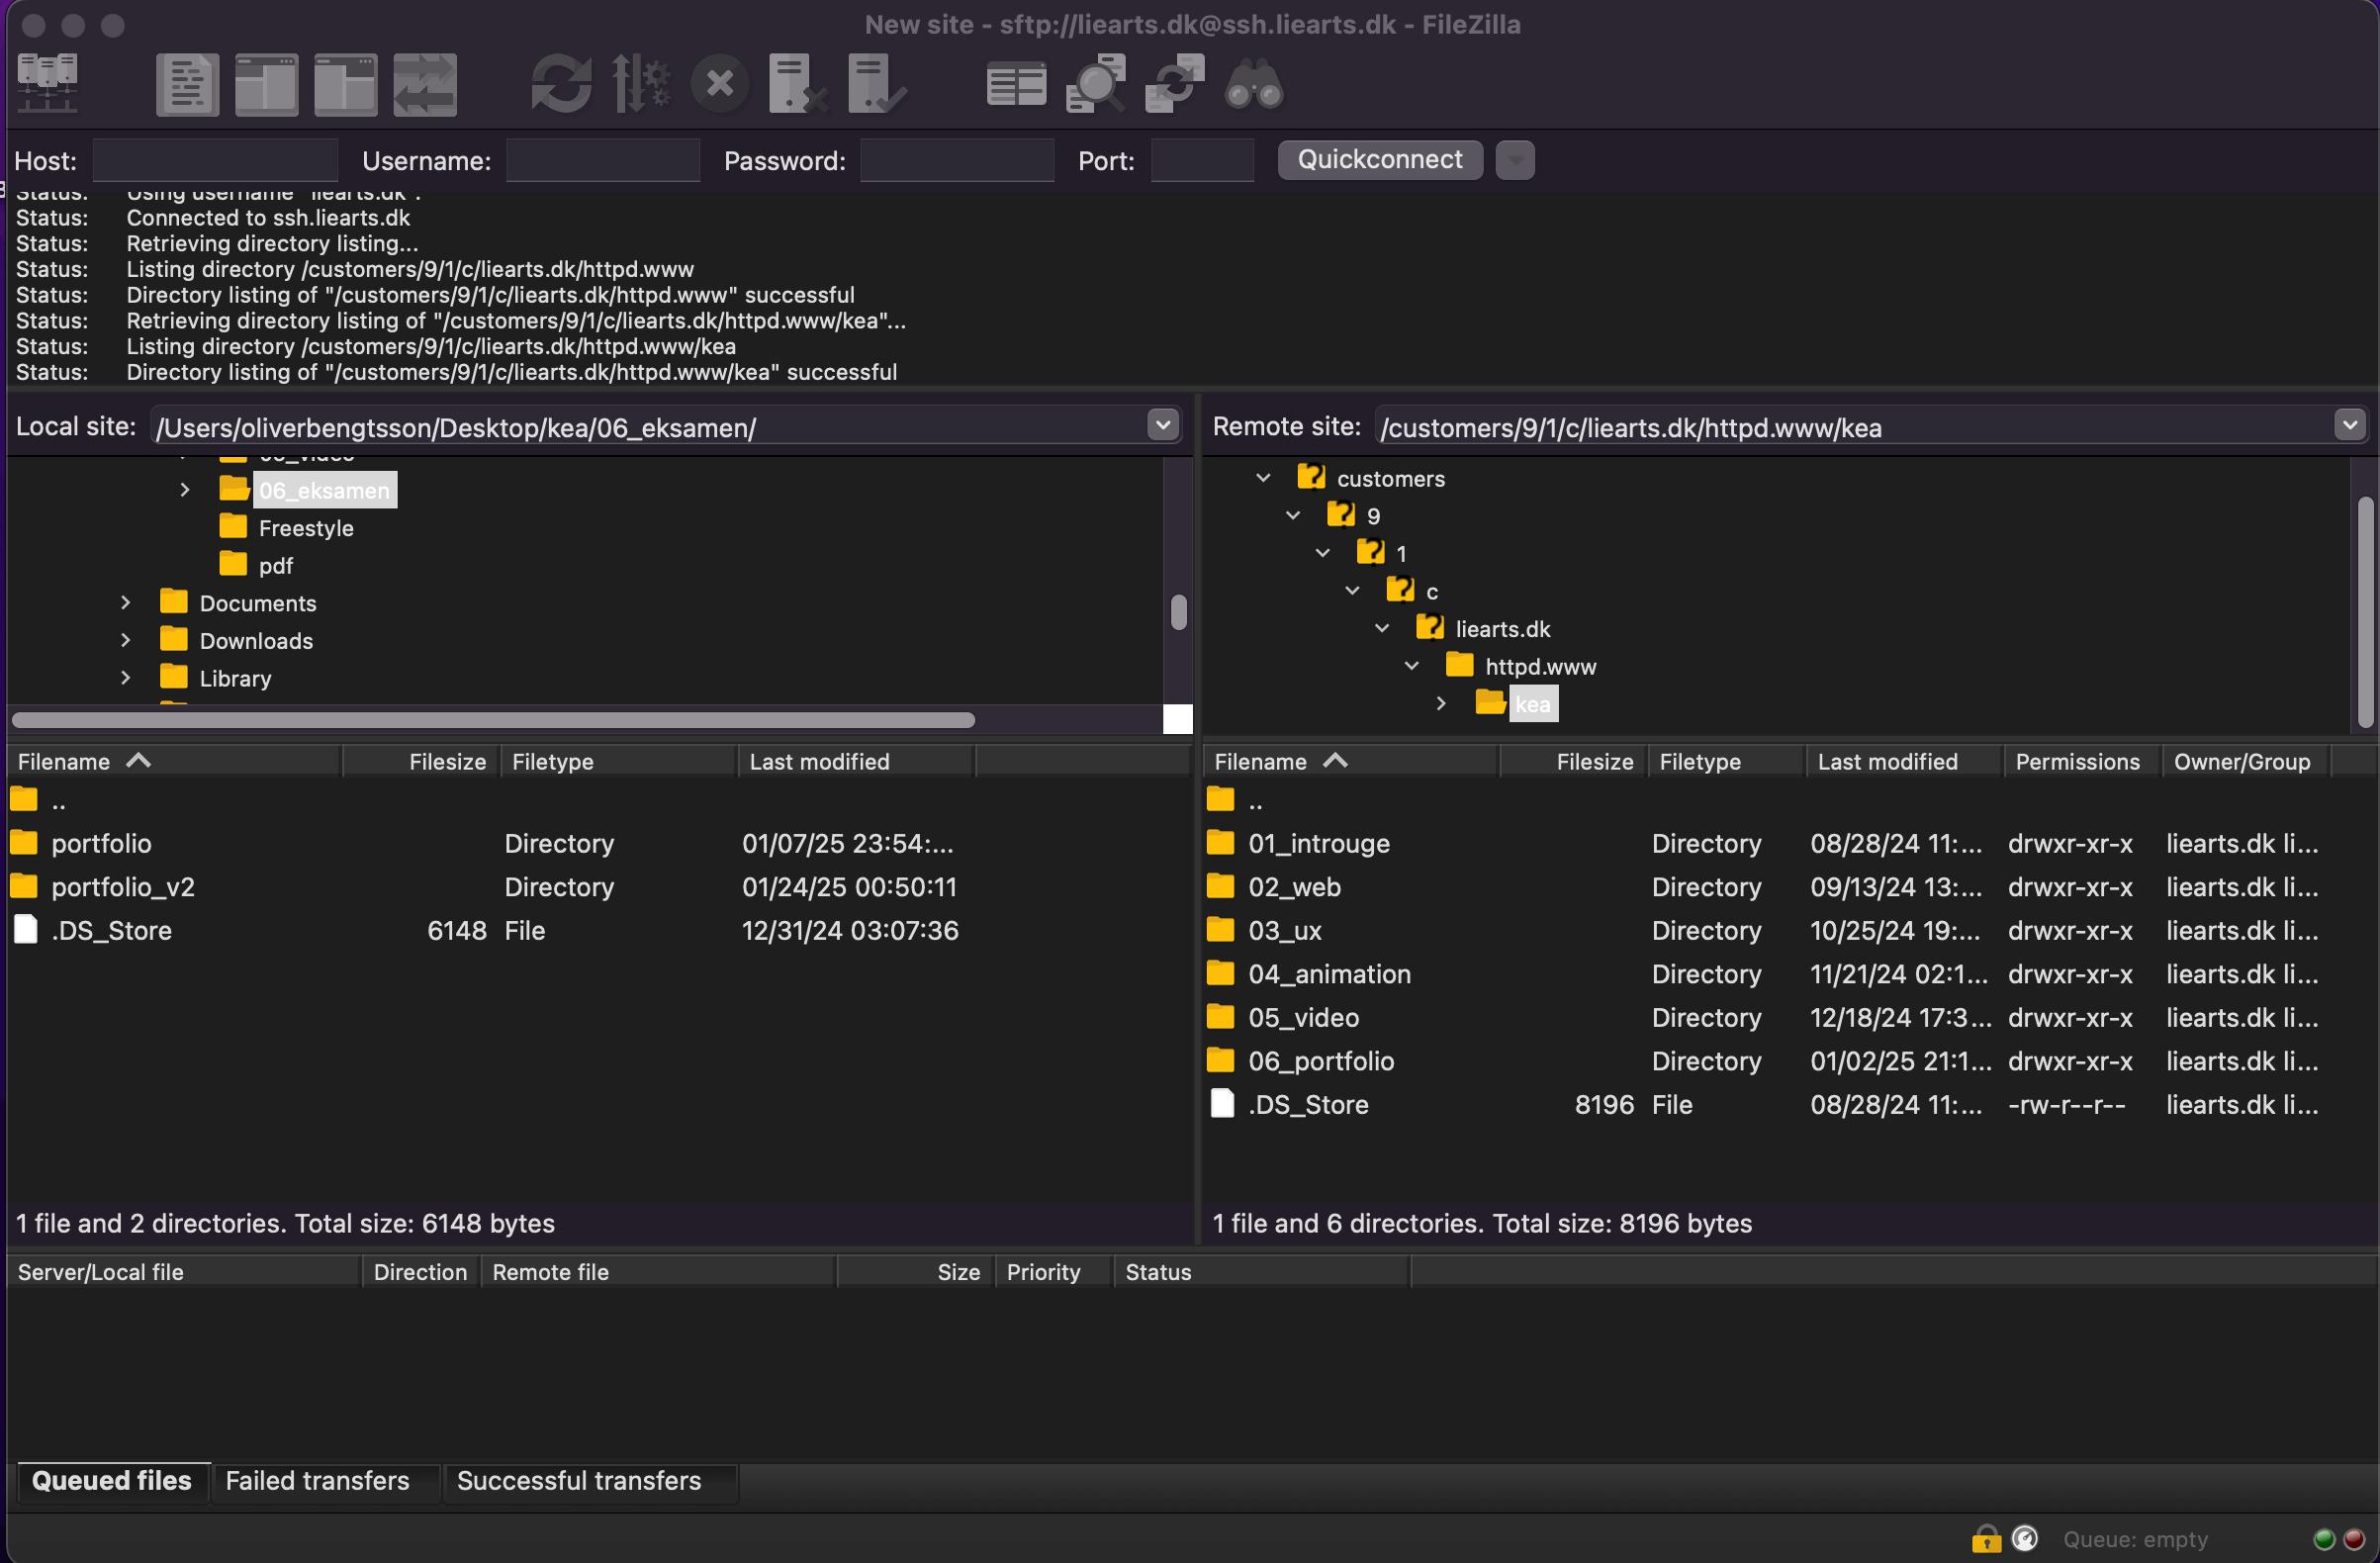 New site - sftp://liearts.dk@ssh.liearts.dk - FileZilla
Host: Username: Password: Port: Quickconnect
Status: Using username "liearts.dk".
Status: Connected to ssh.liearts.dk
Status: Retrieving directory listing...
Status: Listing directory /customers/9/1/c/liearts.dk/httpd.www
Status: Directory listing of "/customers/9/1/c/liearts.dk/httpd.www" successful
Status: Retrieving directory listing of "/customers/9/1/c/liearts.dk/httpd.www/kea"...
Status: Listing directory /customers/9/1/c/liearts.dk/httpd.www/kea
Status: Directory listing of "/customers/9/1/c/liearts.dk/httpd.www/kea" successful
Local site: /Users/oliverbengtsson/Desktop/kea/06_eksamen/
05_video
06_eksamen
Freestyle
pdf
Documents
Downloads
Library
Filename Filesize Filetype Last modified
..
portfolio Directory 01/07/25 23:54:...
portfolio_v2 Directory 01/24/25 00:50:11
.DS_Store 6148 File 12/31/24 03:07:36
1 file and 2 directories. Total size: 6148 bytes
Remote site: /customers/9/1/c/liearts.dk/httpd.www/kea
? customers
? 9
? 1
? c
? liearts.dk
httpd.www
kea
Filename Filesize Filetype Last modified Permissions Owner/Group
..
01_introuge Directory 08/28/24 11:... drwxr-xr-x liearts.dk li...
02_web Directory 09/13/24 13:... drwxr-xr-x liearts.dk li...
03_ux Directory 10/25/24 19:... drwxr-xr-x liearts.dk li...
04_animation Directory 11/21/24 02:1... drwxr-xr-x liearts.dk li...
05_video Directory 12/18/24 17:3... drwxr-xr-x liearts.dk li...
06_portfolio Directory 01/02/25 21:1... drwxr-xr-x liearts.dk li...
.DS_Store 8196 File 08/28/24 11:... -rw-r--r-- liearts.dk li...
1 file and 6 directories. Total size: 8196 bytes
Server/Local file Direction Remote file Size Priority Status
Queued files Failed transfers Successful transfers
Queue: empty